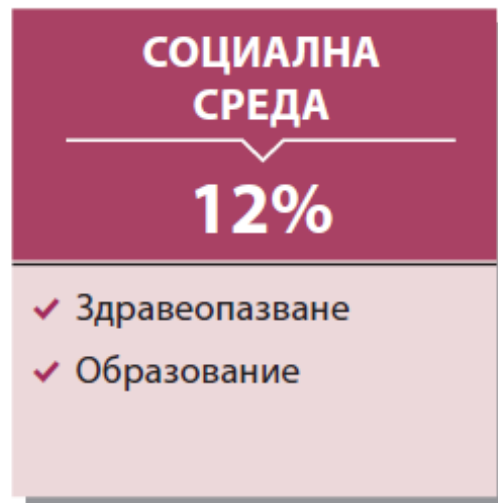 СОЦИАЛНА
СРЕДА
12%
Здравеопазване
Образование